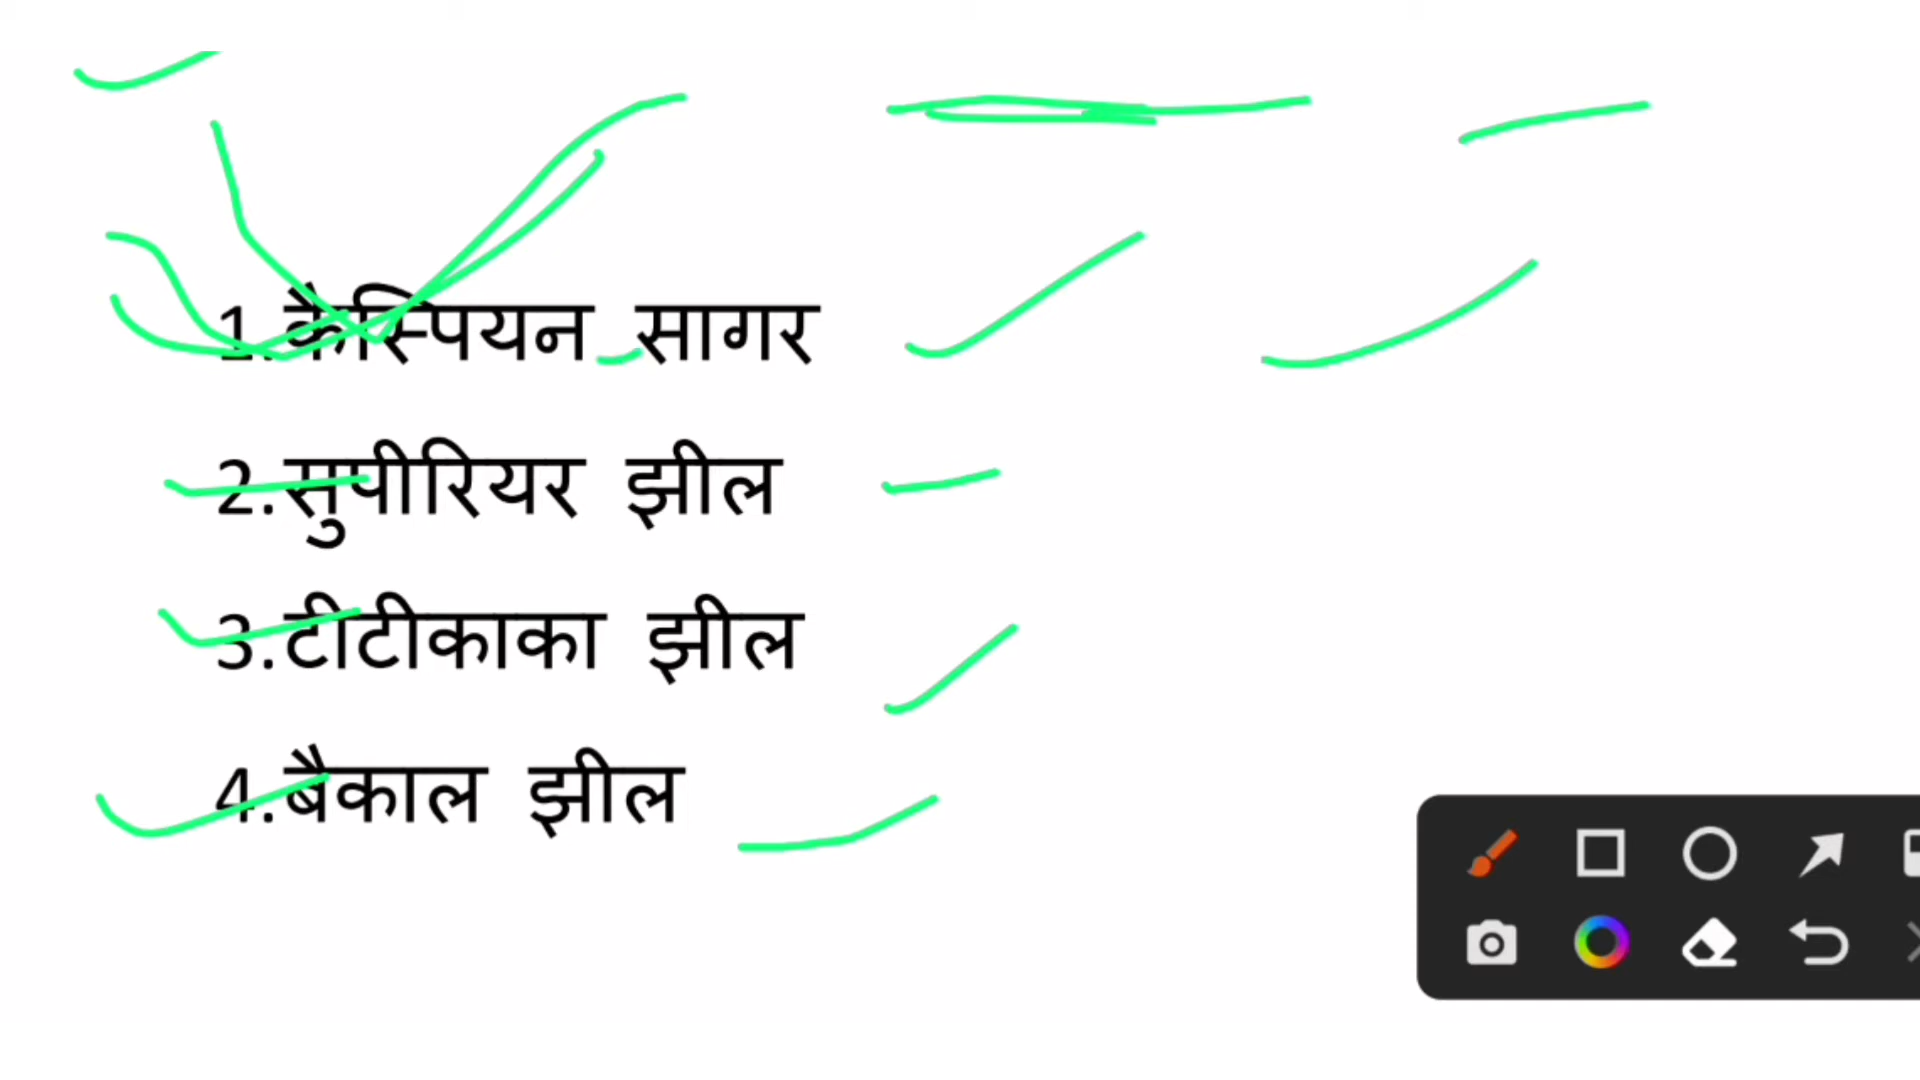 1.कैस्पियन सागर
2.सुपीरियर झील
3.टीटीकाका झील
4.बैकाल झील